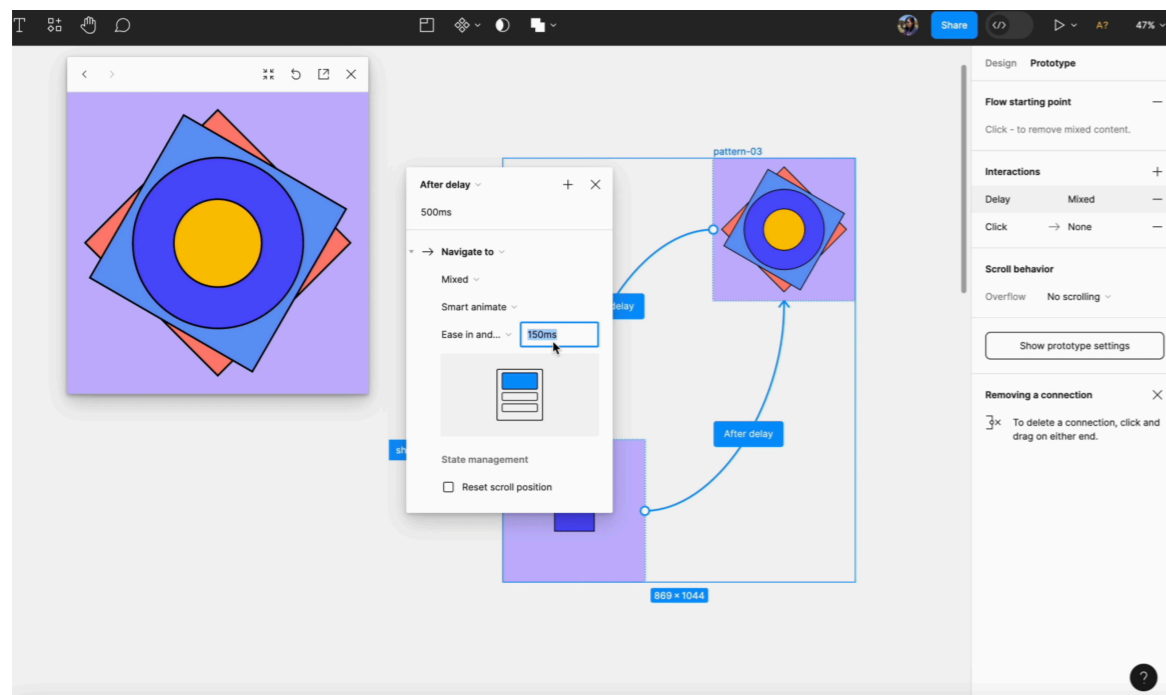 Share
A?
47%
Design Prototype
Flow starting point
Click - to remove mixed content.
pattern-03
Interactions
After delay
Delay Mixed
500ms
Click → None
Navigate to
Scroll behavior
Mixed
Overflow No scrolling
Smart animate
delay
Ease in and... 150ms
Show prototype settings
Removing a connection
To delete a connection, click and
drag on either end.
After delay
sh
State management
Reset scroll position
869 × 1044
?